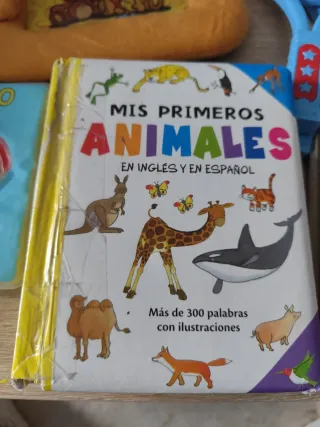 MIS PRIMEROS
ANIMALES
EN INGLÉS Y EN ESPAÑOL
Más de 300 palabras
con ilustraciones